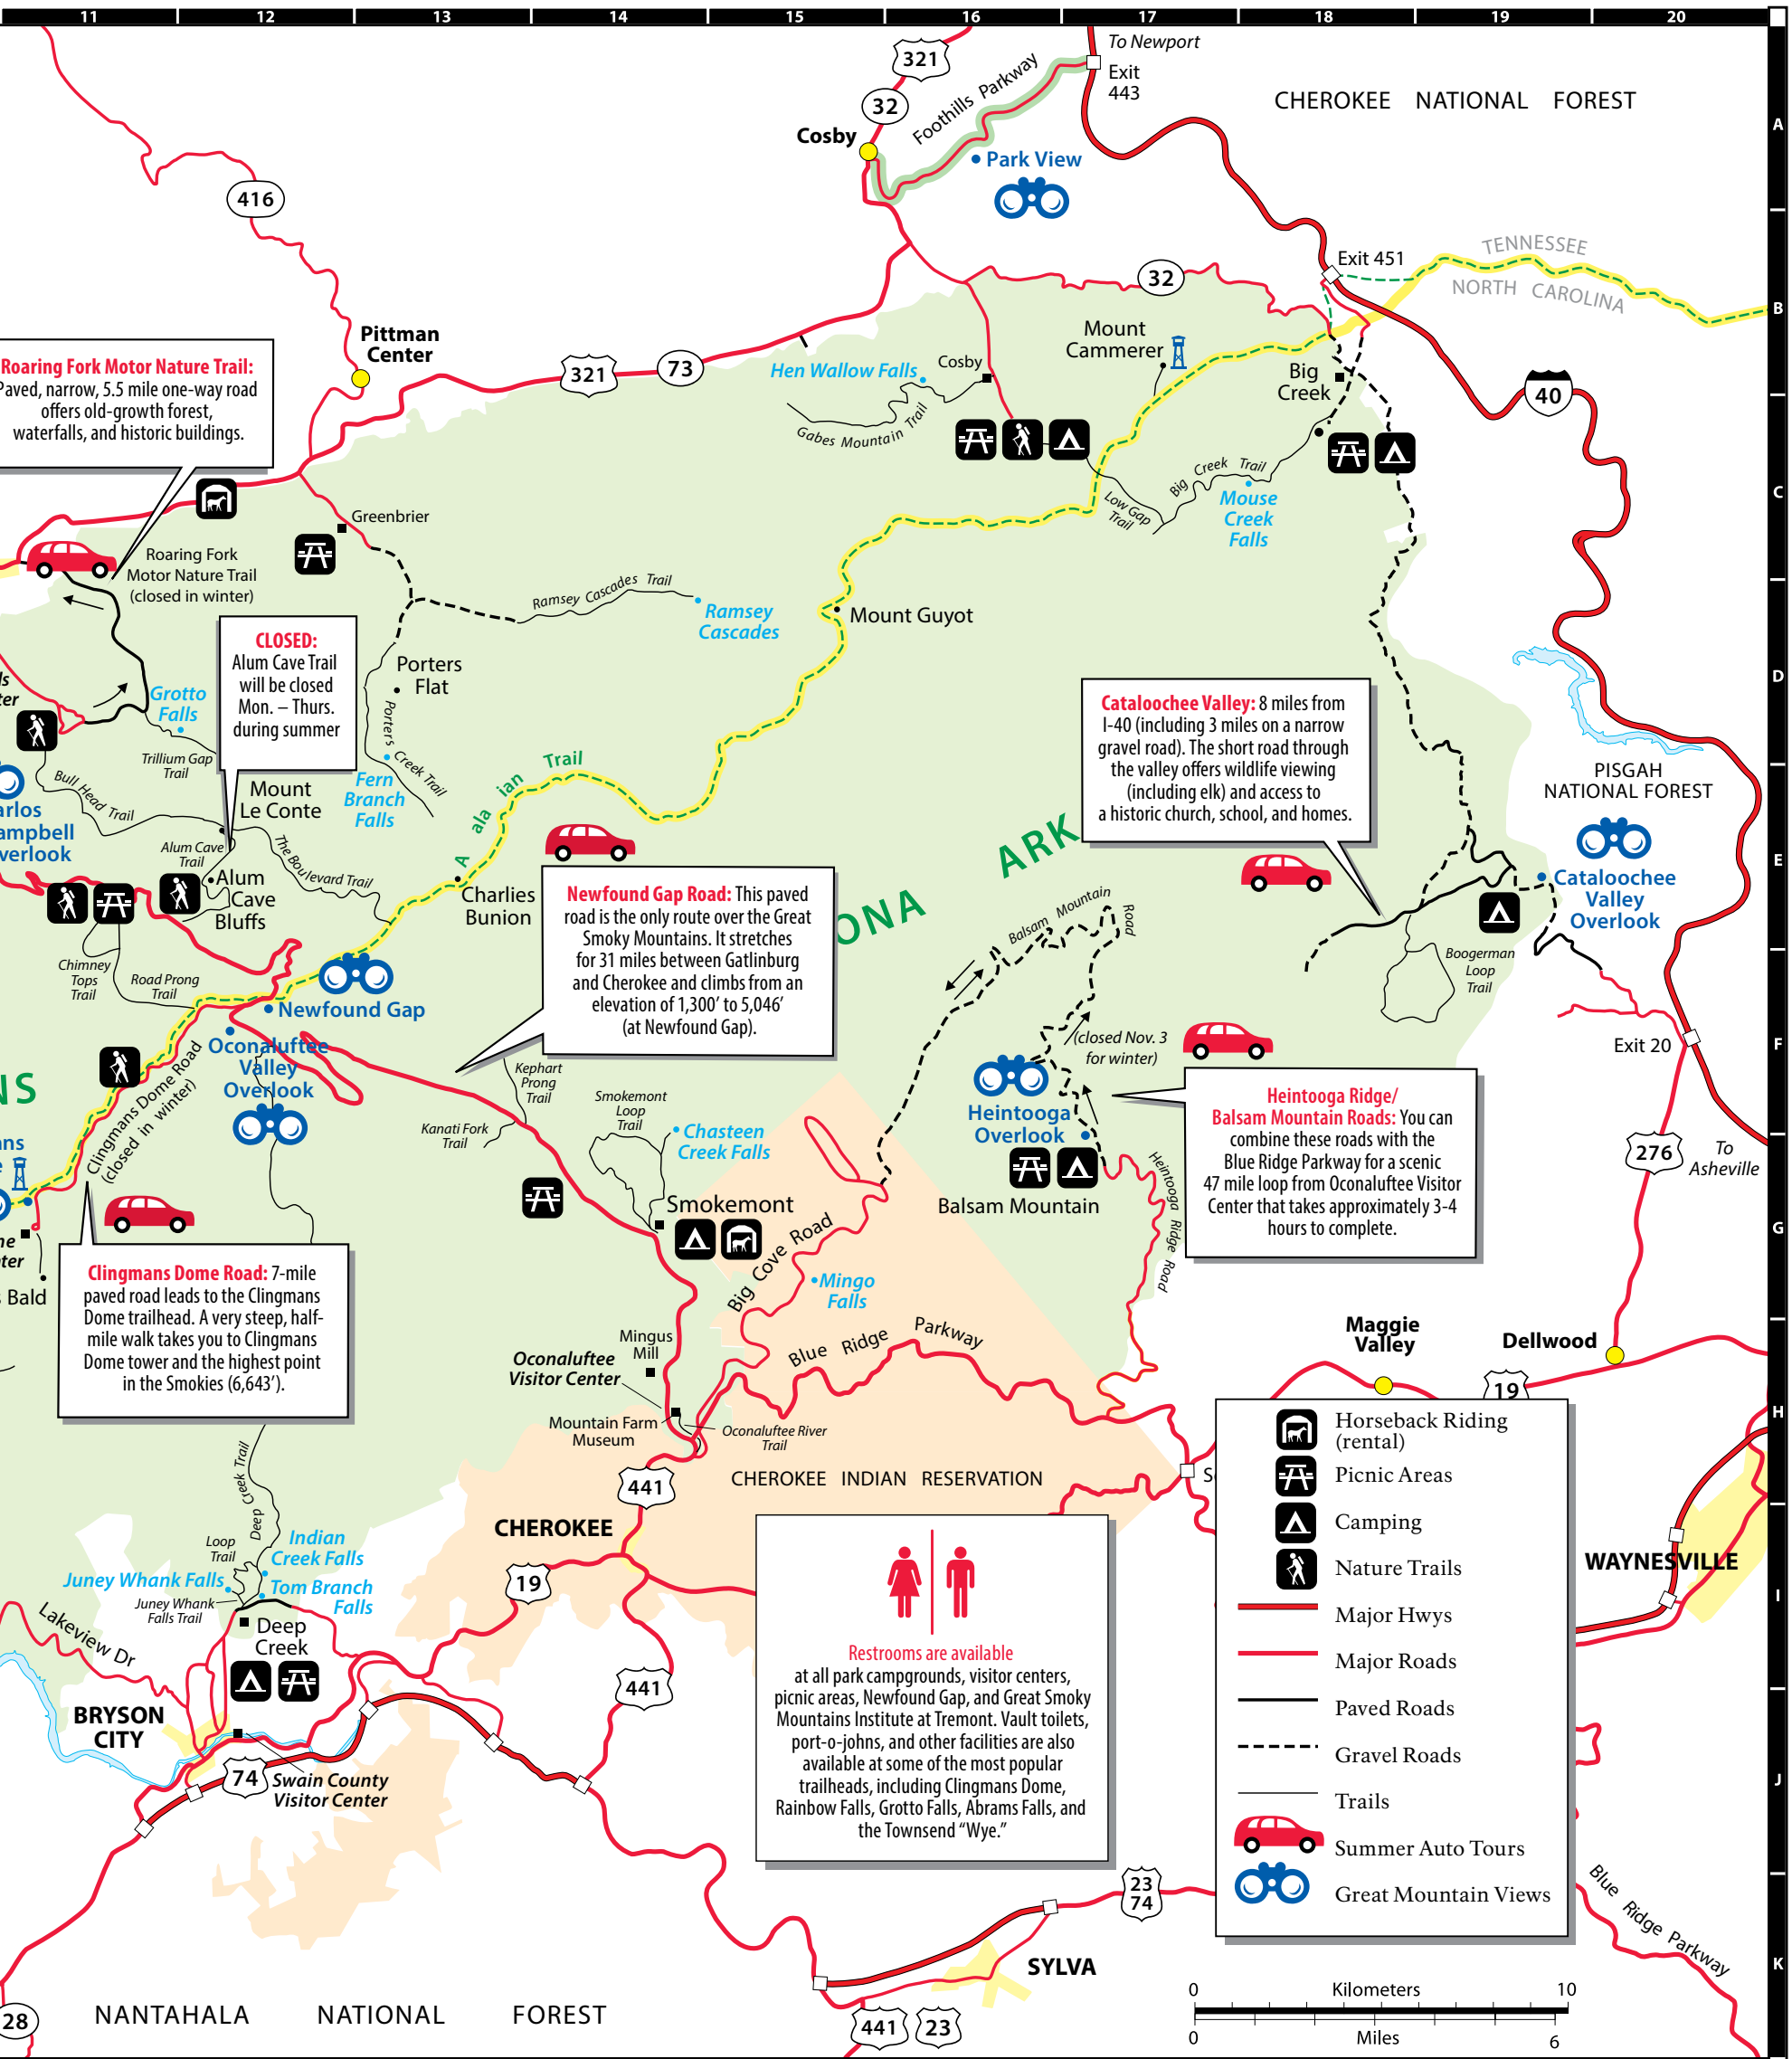 11 12 13 14 15 16 17 18 19 20
A
B
C
D
E
F
G
H
I
J
K
To Newport
Exit
443
CHEROKEE NATIONAL FOREST
321
32
Foothills Parkway
Cosby
Park View
416
Exit 451
TENNESSEE
NORTH CAROLINA
32
Pittman
Center
321
73
Mount
Cammerer
Hen Wallow Falls
Cosby
Gabes Mountain Trail
Big
Creek
40
Roaring Fork Motor Nature Trail:
Paved, narrow, 5.5 mile one-way road
offers old-growth forest,
waterfalls, and historic buildings.
Big Creek Trail
Low Gap
Trail
Mouse
Creek
Falls
Greenbrier
Roaring Fork
Motor Nature Trail
(closed in winter)
Ramsey Cascades Trail
Ramsey
Cascades
Mount Guyot
CLOSED:
Alum Cave Trail
will be closed
Mon. – Thurs.
during summer
Porters
Flat
Porters Creek Trail
Grotto
Falls
Trillium Gap
Trail
Fern
Branch
Falls
Bull Head Trail
Mount
Le Conte
ls
ter
arlos
ampbell
verlook
Alum Cave
Trail
The Boulevard Trail
Alum
Cave
Bluffs
A ala ian Trail
Charlies
Bunion
Cataloochee Valley: 8 miles from
I-40 (including 3 miles on a narrow
gravel road). The short road through
the valley offers wildlife viewing
(including elk) and access to
a historic church, school, and homes.
PISGAH
NATIONAL FOREST
Cataloochee
Valley
Overlook
ONA ARK
Newfound Gap Road: This paved
road is the only route over the Great
Smoky Mountains. It stretches
for 31 miles between Gatlinburg
and Cherokee and climbs from an
elevation of 1,300’ to 5,046’
(at Newfound Gap).
Balsam Mountain Road
Boogerman
Loop
Trail
Chimney
Tops
Trail
Road Prong
Trail
Newfound Gap
Oconaluftee
Valley
Overlook
Clingmans Dome Road
(closed in winter)
NS
Kephart
Prong
Trail
Kanati Fork
Trail
Smokemont
Loop
Trail
Chasteen
Creek Falls
(closed Nov. 3
for winter)
Heintooga
Overlook
Balsam Mountain
Heintooga Ridge Road
Exit 20
276
To
Asheville
Heintooga Ridge/
Balsam Mountain Roads: You can
combine these roads with the
Blue Ridge Parkway for a scenic
47 mile loop from Oconaluftee Visitor
Center that takes approximately 3-4
hours to complete.
ans
e
me
ter
s Bald
Smokemont
Big Cove Road
Mingo
Falls
Clingmans Dome Road: 7-mile
paved road leads to the Clingmans
Dome trailhead. A very steep, half-
mile walk takes you to Clingmans
Dome tower and the highest point
in the Smokies (6,643’).
Mingus
Mill
Oconaluftee
Visitor Center
Blue Ridge Parkway
Mountain Farm
Museum
Oconaluftee River
Trail
Maggie
Valley
Dellwood
19
441
CHEROKEE INDIAN RESERVATION
S
CHEROKEE
19
Deep Creek Trail
Loop
Trail
Indian
Creek Falls
Juney Whank Falls
Tom Branch
Falls
Juney Whank
Falls Trail
Deep
Creek
Lakeview Dr
BRYSON
CITY
74
Swain County
Visitor Center
441
Restrooms are available
at all park campgrounds, visitor centers,
picnic areas, Newfound Gap, and Great Smoky
Mountains Institute at Tremont. Vault toilets,
port-o-johns, and other facilities are also
available at some of the most popular
trailheads, including Clingmans Dome,
Rainbow Falls, Grotto Falls, Abrams Falls, and
the Townsend “Wye.”
Horseback Riding
(rental)
Picnic Areas
Camping
Nature Trails
Major Hwys
Major Roads
Paved Roads
Gravel Roads
Trails
Summer Auto Tours
Great Mountain Views
WAYNESVILLE
23
74
Blue Ridge Parkway
SYLVA
441
23
28
NANTAHALA NATIONAL FOREST
0 Kilometers 10
0 Miles 6